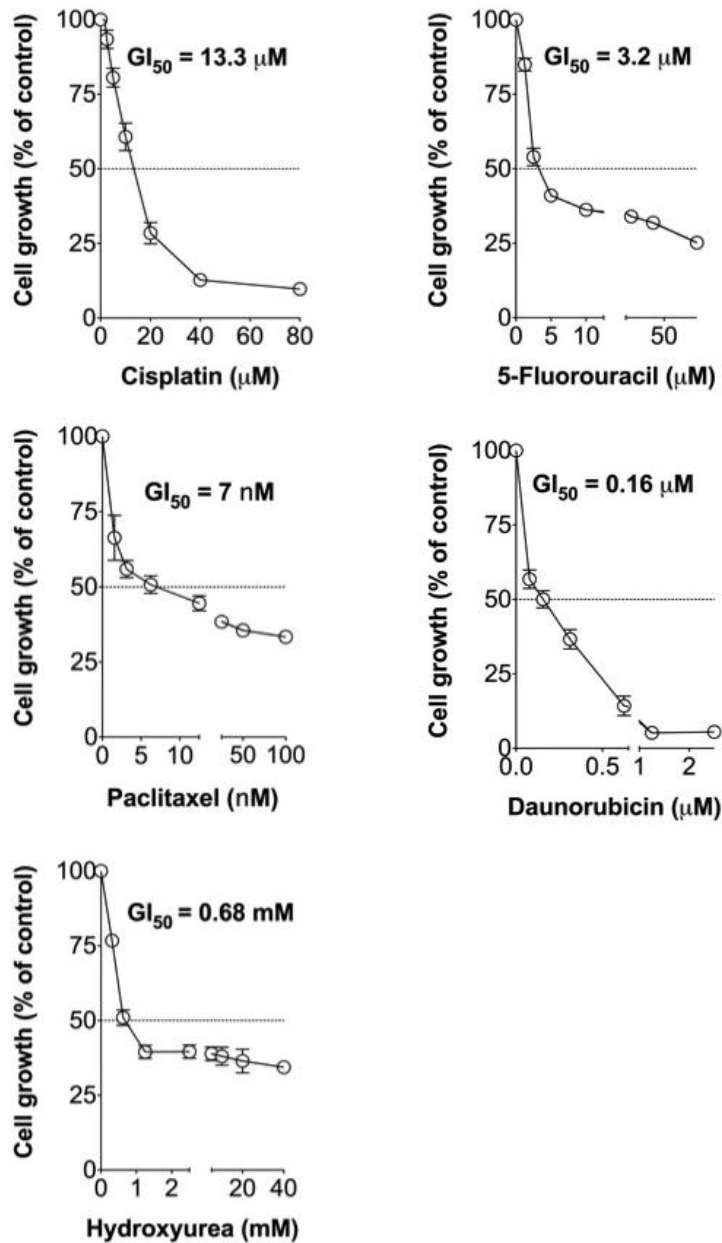 Cell growth (% of control)
100
75
50
25
0
GI50 = 13.3 μM
0 20 40 60 80
Cisplatin (μM)
Cell growth (% of control)
100
75
50
25
0
GI50 = 3.2 μM
0 5 10 50
5-Fluorouracil (μM)
Cell growth (% of control)
100
75
50
25
0
GI50 = 7 nM
0 5 10 50 100
Paclitaxel (nM)
Cell growth (% of control)
100
75
50
25
0
GI50 = 0.16 μM
0.0 0.5 1 2
Daunorubicin (μM)
Cell growth (% of control)
100
75
50
25
0
GI50 = 0.68 mM
0 1 2 20 40
Hydroxyurea (mM)